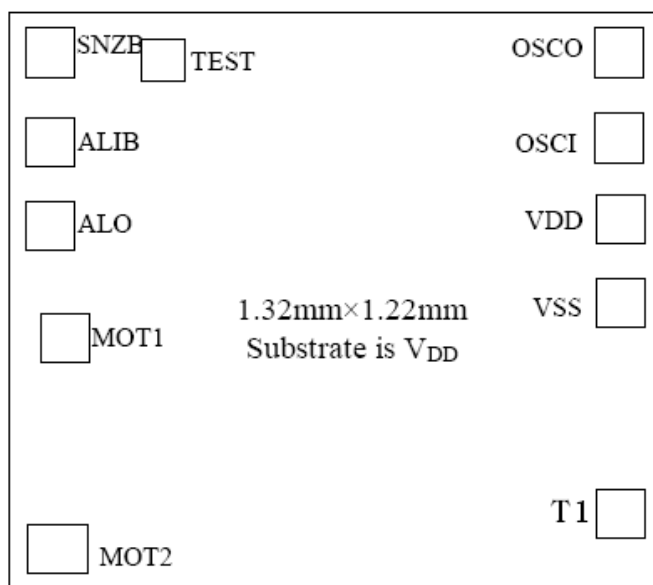 SNZB
TEST
OSCO
ALIB
OSCI
ALO
VDD
1.32mm×1.22mm
VSS
MOT1
Substrate is VDD
T1
MOT2